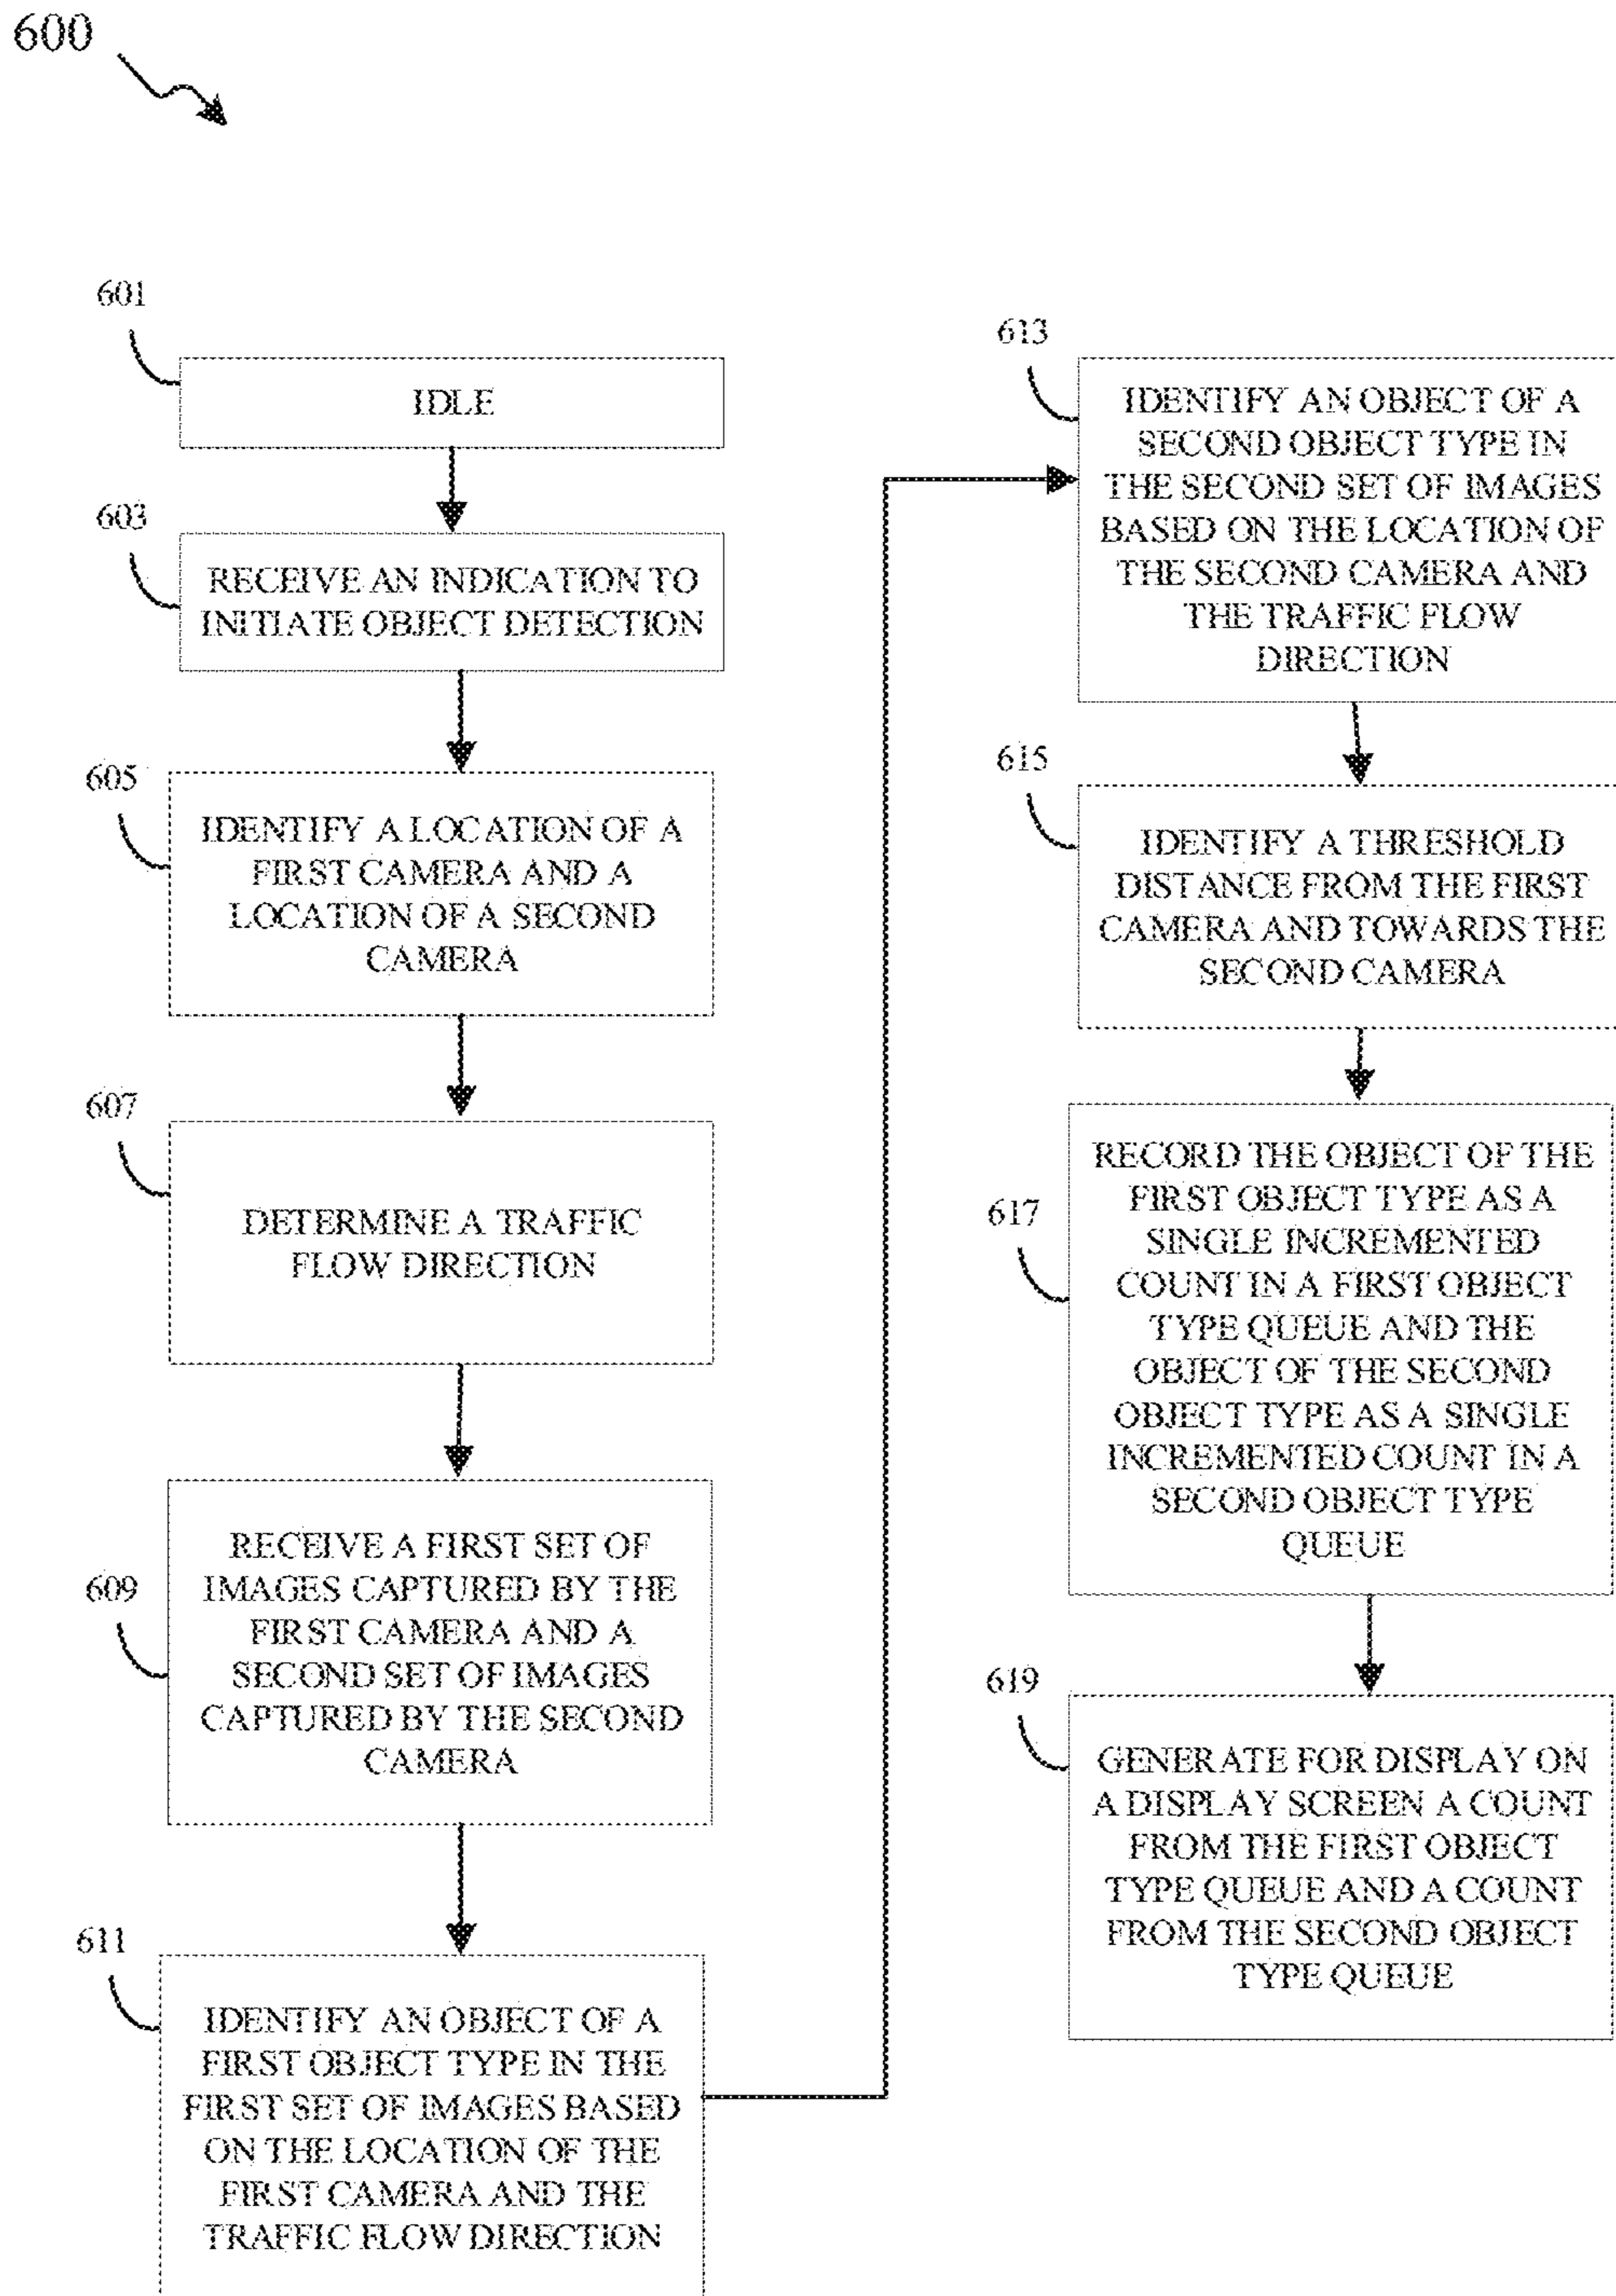 600
601
IDLE
603
RECEIVE AN INDICATION TO
INITIATE OBJECT DETECTION
605
IDENTIFY A LOCATION OF A
FIRST CAMERA AND A
LOCATION OF A SECOND
CAMERA
607
DETERMINE A TRAFFIC
FLOW DIRECTION
609
RECEIVE A FIRST SET OF
IMAGES CAPTURED BY THE
FIRST CAMERA AND A
SECOND SET OF IMAGES
CAPTURED BY THE SECOND
CAMERA
611
IDENTIFY AN OBJECT OF A
FIRST OBJECT TYPE IN THE
FIRST SET OF IMAGES BASED
ON THE LOCATION OF THE
FIRST CAMERA AND THE
TRAFFIC FLOW DIRECTION
613
IDENTIFY AN OBJECT OF A
SECOND OBJECT TYPE IN
THE SECOND SET OF IMAGES
BASED ON THE LOCATION OF
THE SECOND CAMERA AND
THE TRAFFIC FLOW
DIRECTION
615
IDENTIFY A THRESHOLD
DISTANCE FROM THE FIRST
CAMERA AND TOWARDS THE
SECOND CAMERA
617
RECORD THE OBJECT OF THE
FIRST OBJECT TYPE AS A
SINGLE INCREMENTED
COUNT IN A FIRST OBJECT
TYPE QUEUE AND THE
OBJECT OF THE SECOND
OBJECT TYPE AS A SINGLE
INCREMENTED COUNT IN A
SECOND OBJECT TYPE
QUEUE
619
GENERATE FOR DISPLAY ON
A DISPLAY SCREEN A COUNT
FROM THE FIRST OBJECT
TYPE QUEUE AND A COUNT
FROM THE SECOND OBJECT
TYPE QUEUE